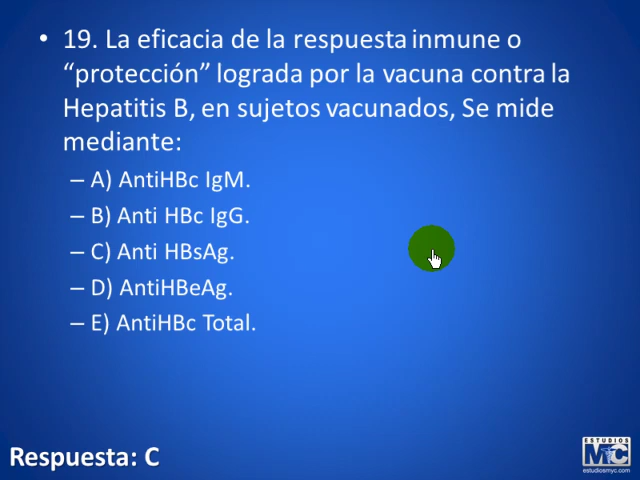 • 19. La eficacia de la respuesta inmune o
“protección” lograda por la vacuna contra la
Hepatitis B, en sujetos vacunados, Se mide
mediante:
– A) AntiHBc IgM.
– B) Anti HBc IgG.
– C) Anti HBsAg.
– D) AntiHBeAg.
– E) AntiHBc Total.
Respuesta: C
ESTUDIOS
MyC
estudiosmyc.com